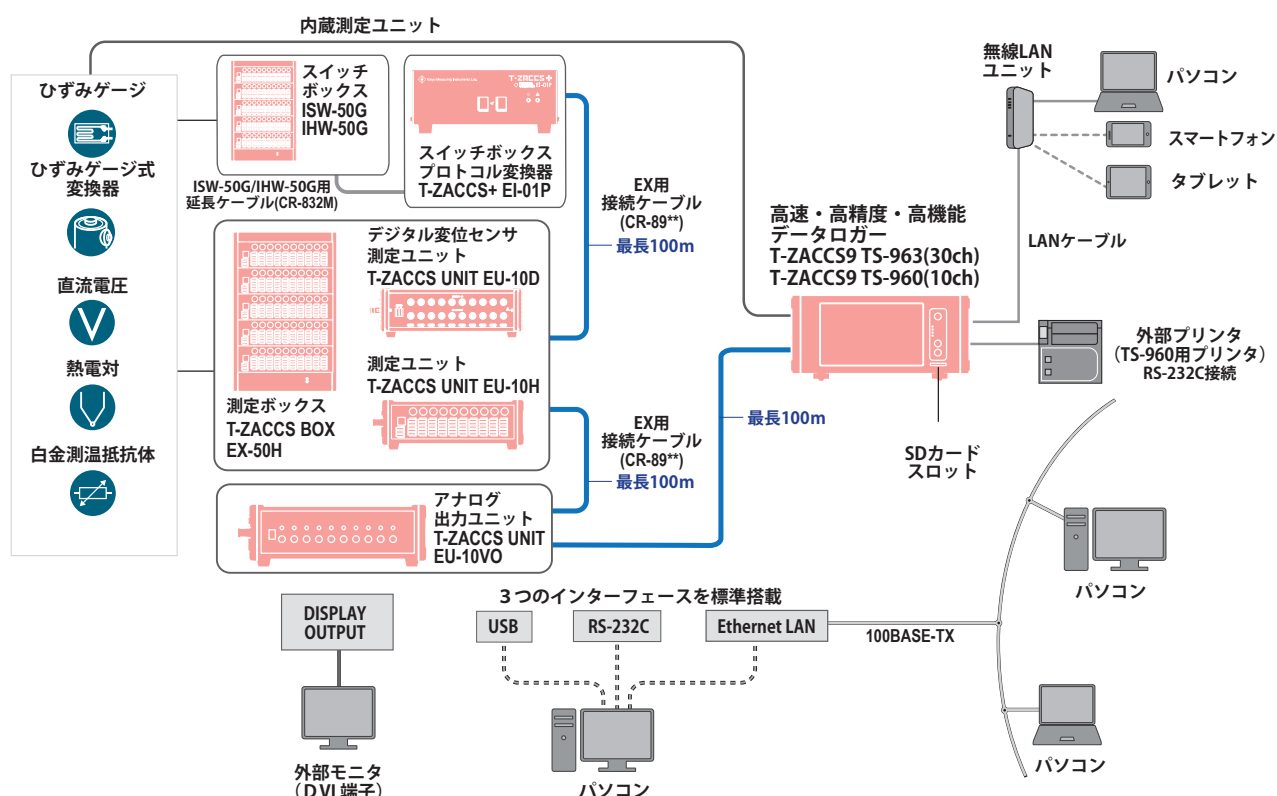 内蔵測定ユニット
ひずみゲージ
ひずみゲージ式
変換器
直流電圧
V
熱電対
白金測温抵抗体
スイッチ
ボックス
ISW-50G
IHW-50G
T-ZACCS+
EI-01P
スイッチボックス
プロトコル変換器
T-ZACCS+ EI-01P
ISW-50G/IHW-50G用
延長ケーブル(CR-832M)
EX用
接続ケーブル
(CR-89**)
最長100m
デジタル変位センサ
測定ユニット
T-ZACCS UNIT EU-10D
測定ユニット
T-ZACCS UNIT EU-10H
測定ボックス
T-ZACCS BOX
EX-50H
EX用
接続ケーブル
(CR-89**)
最長100m
アナログ
出力ユニット
T-ZACCS UNIT
EU-10VO
最長100m
高速・高精度・高機能
データロガー
T-ZACCS9 TS-963(30ch)
T-ZACCS9 TS-960(10ch)
SDカード
スロット
無線LAN
ユニット
パソコン
スマートフォン
タブレット
LANケーブル
外部プリンタ
（TS-960用プリンタ）
RS-232C接続
パソコン
パソコン
DISPLAY
OUTPUT
外部モニタ
（DVI 端子）
３つのインターフェースを標準搭載
USB
RS-232C
Ethernet LAN
100BASE-TX
パソコン